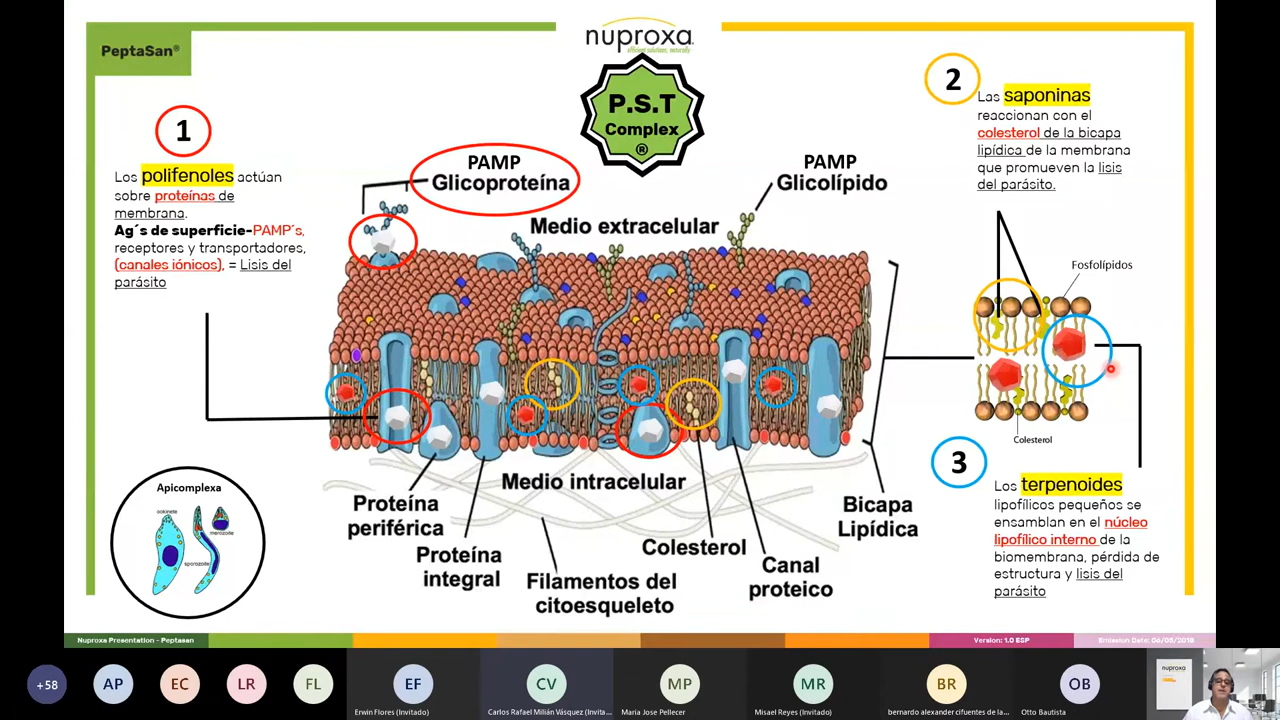 PeptaSan®
nuproxa
efficient solutions, naturally
P.S.T
Complex
®
1
Los polifenoles actúan
sobre proteínas de
membrana.
Ag´s de superficie-PAMP´s,
receptores y transportadores,
(canales iónicos), = Lisis del
parásito
PAMP
Glicoproteína
PAMP
Glicolípido
Medio extracelular
2
Las saponinas
reaccionan con el
colesterol de la bicapa
lipídica de la membrana
que promueven la lisis
del parásito.
Fosfolípidos
Colesterol
3
Los terpenoides
lipofílicos pequeños se
ensamblan en el núcleo
lipofílico interno de la
biomembrana, pérdida de
estructura y lisis del
parásito
Medio intracelular
Proteína
periférica
Proteína
integral
Filamentos del
citoesqueleto
Colesterol
Canal
proteico
Bicapa
Lipídica
Apicomplexa
ookinete
merozoite
sporozoite
Nuproxa Presentation - Peptasan
Version: 1.0 ESP
Emission Date: 06/05/2018
+58
AP
EC
LR
FL
EF
Erwin Flores (Invitado)
CV
Carlos Rafael Milián Vásquez (Invita...
MP
Maria Jose Pellecer
MR
Misael Reyes (Invitado)
BR
bernardo alexander cifuentes de la...
OB
Otto Bautista
nuproxa